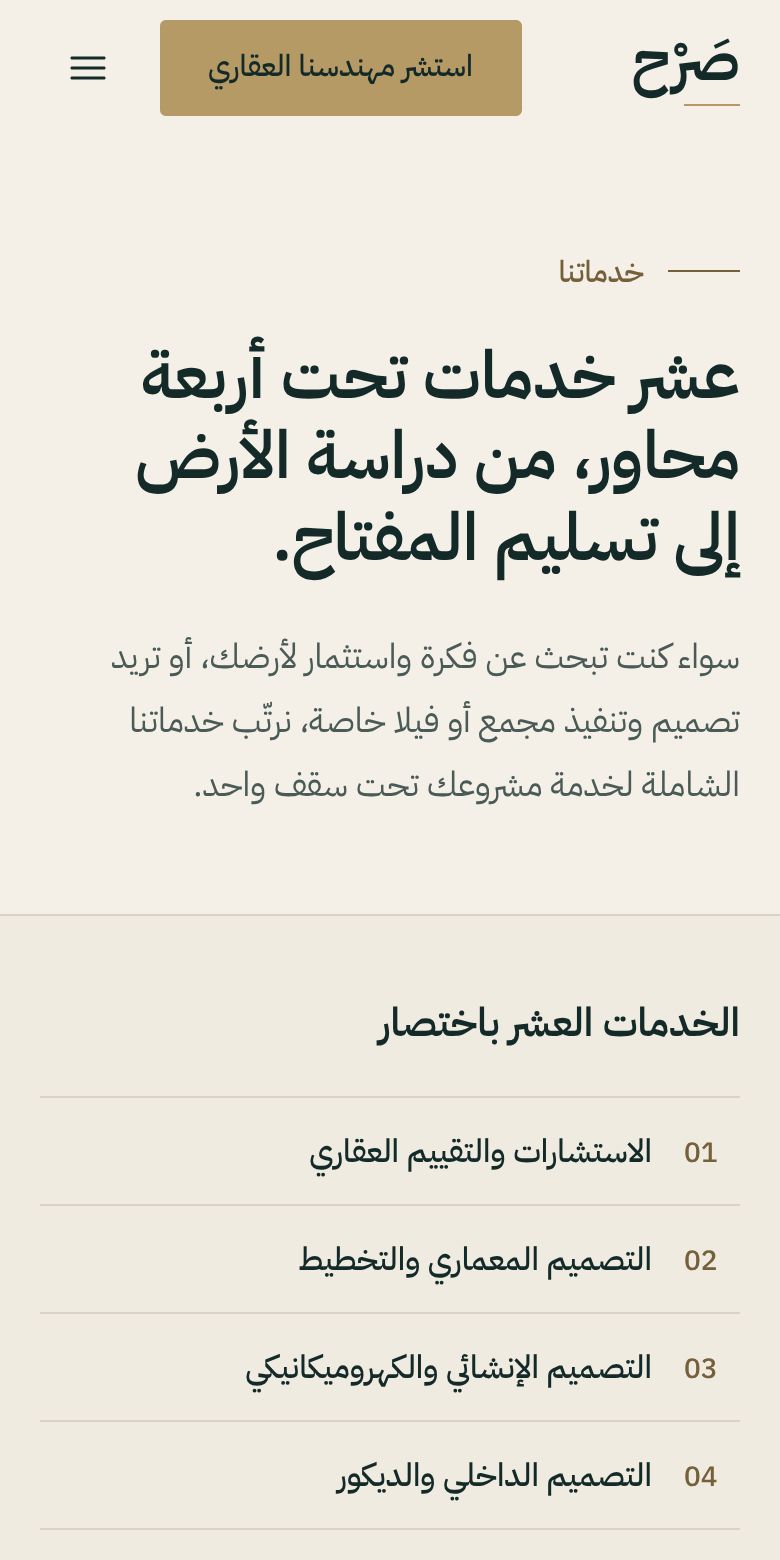 صَرْح
استشر مهندسنا العقاري
خدماتنا
عشر خدمات تحت أربعة
محاور، من دراسة الأرض
إلى تسليم المفتاح.
سواء كنت تبحث عن فكرة واستثمار لأرضك، أو تريد
تصميم وتنفيذ مجمع أو فيلا خاصة، نرتّب خدماتنا
الشاملة لخدمة مشروعك تحت سقف واحد.
الخدمات العشر باختصار
01 الاستشارات والتقييم العقاري
02 التصميم المعماري والتخطيط
03 التصميم الإنشائي والكهروميكانيكي
04 التصميم الداخلي والديكور